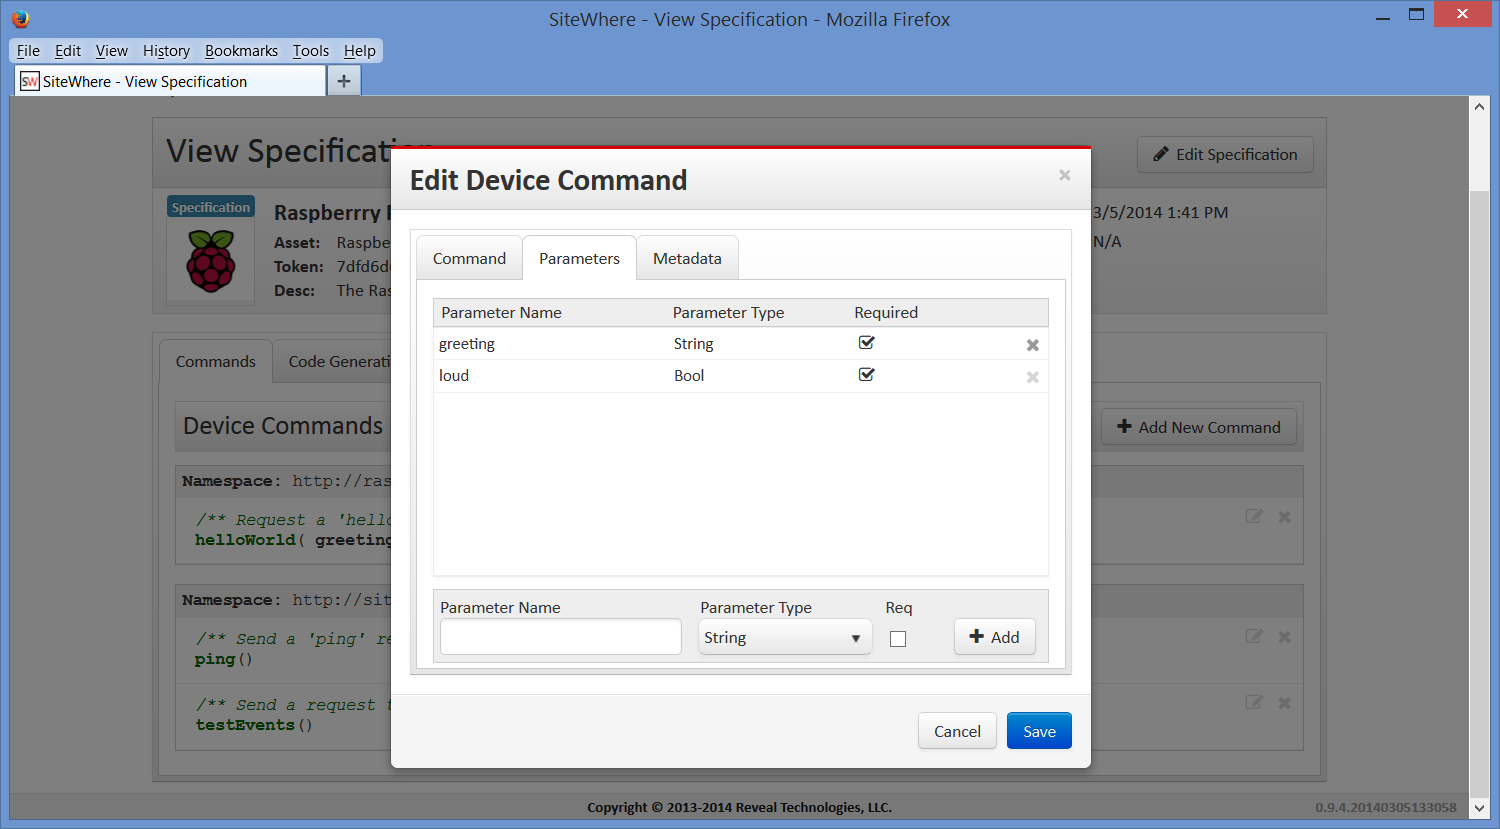 SiteWhere - View Specification - Mozilla Firefox
File Edit View History Bookmarks Tools Help
SW SiteWhere - View Specification
View Specification
Edit Specification
Edit Device Command
Specification
Raspberrry
3/5/2014 1:41 PM
Asset: Raspbe
N/A
Token: 7dfd6d
Desc: The Ras
Command Parameters Metadata
Parameter Name Parameter Type Required
greeting String
loud Bool
Commands Code Generati
Device Commands
Add New Command
Namespace: http://ras
/** Request a 'hello
helloWorld( greeting
Namespace: http://sit
/** Send a 'ping' re
ping()
/** Send a request t
testEvents()
Parameter Name Parameter Type Req
String Add
Cancel Save
Copyright © 2013-2014 Reveal Technologies, LLC.
0.9.4.20140305133058